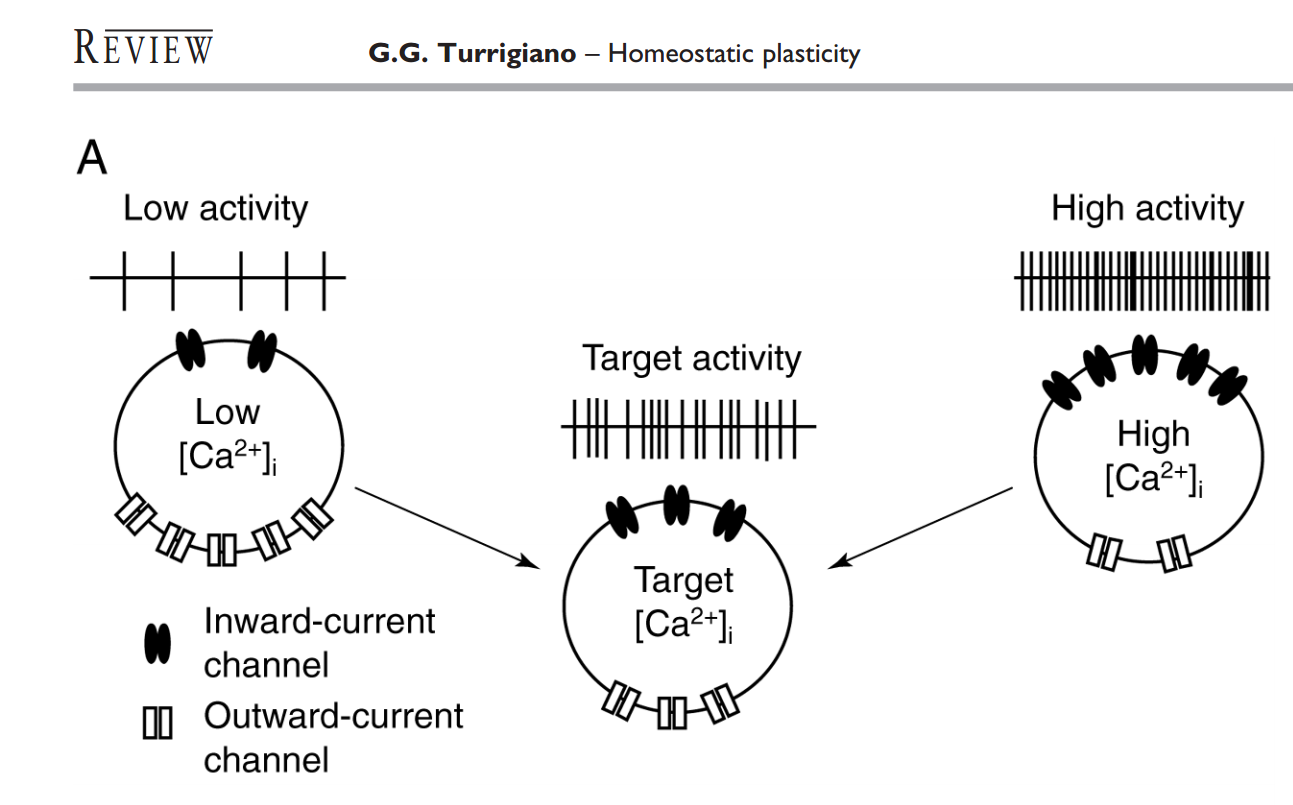 REVIEW
G.G. Turrigiano – Homeostatic plasticity
A
Low activity
High activity
Low
[Ca²⁺]ᵢ
Target activity
High
[Ca²⁺]ᵢ
Target
[Ca²⁺]ᵢ
Inward-current
channel
Outward-current
channel